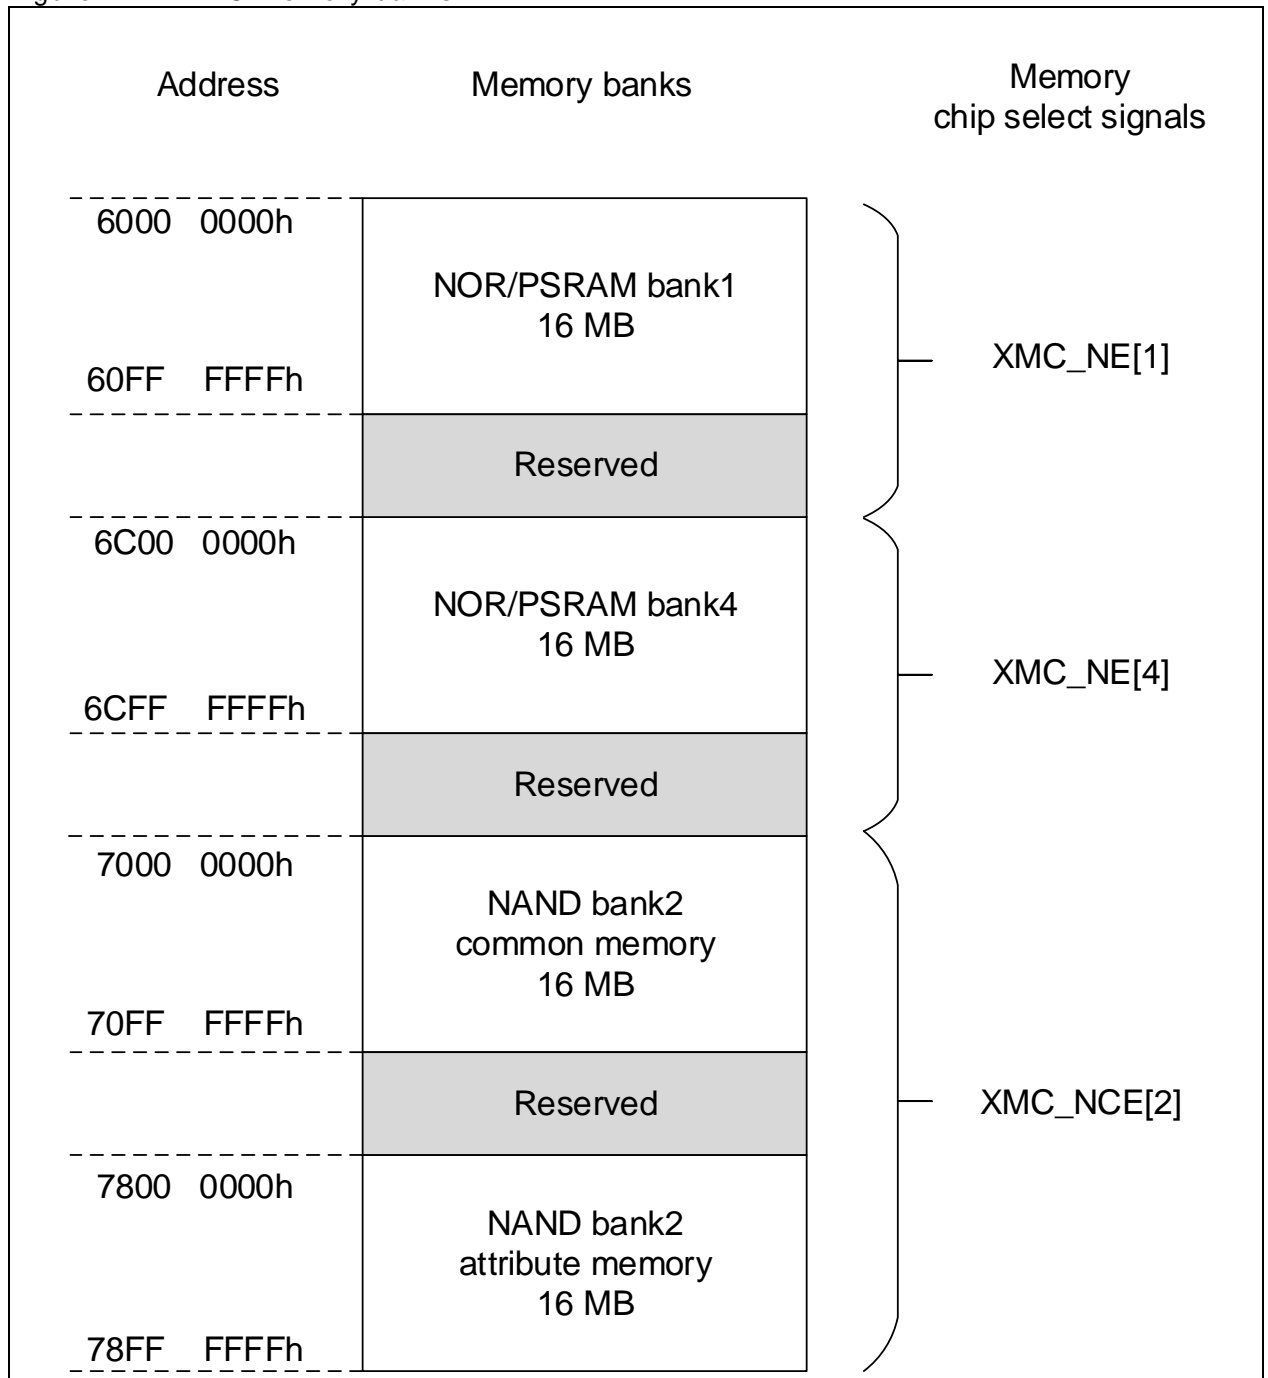 Address
Memory banks
Memory
chip select signals
6000 0000h
NOR/PSRAM bank1
16 MB
60FF FFFFh
XMC_NE[1]
Reserved
6C00 0000h
NOR/PSRAM bank4
16 MB
6CFF FFFFh
XMC_NE[4]
Reserved
7000 0000h
NAND bank2
common memory
16 MB
70FF FFFFh
Reserved
XMC_NCE[2]
7800 0000h
NAND bank2
attribute memory
16 MB
78FF FFFFh